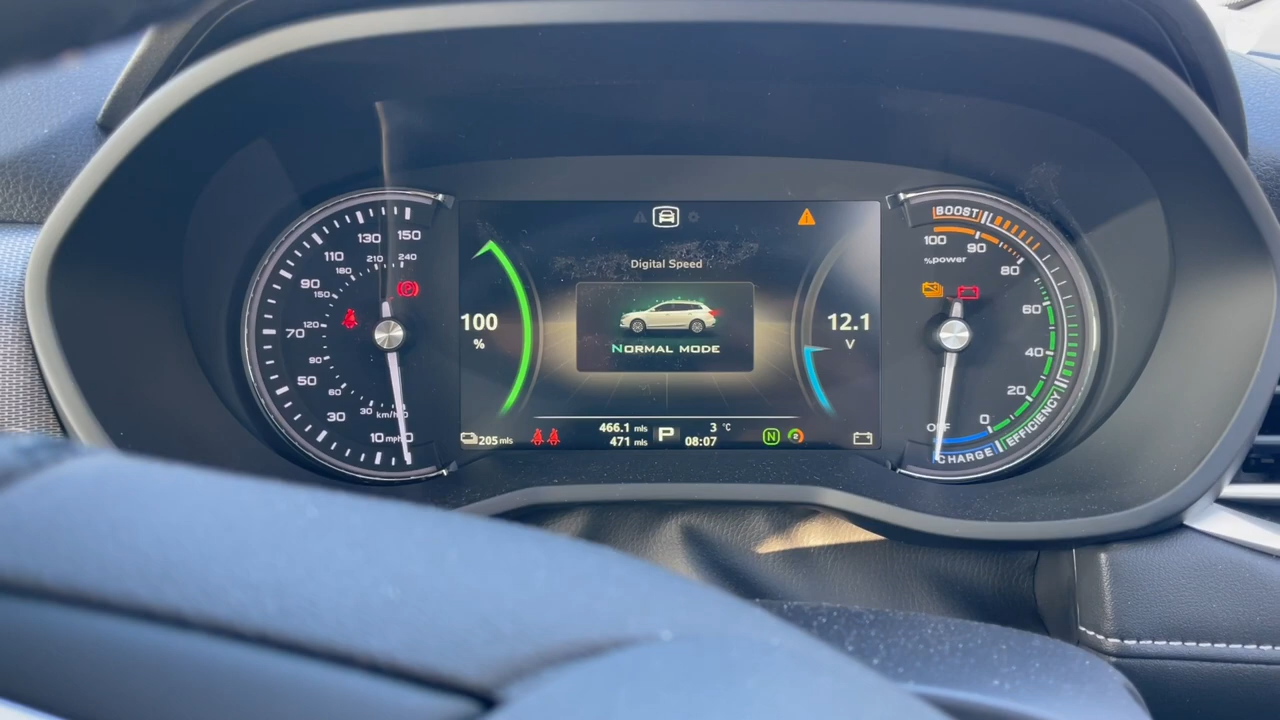 150
130
110
90
70
50
30
10 mph
240
210
180
150
120
90
60
30 km/h
100
%
205 mls
Digital Speed
NORMAL MODE
466.1 mls
471 mls
P
3 °C
08:07
N
2
12.1
V
BOOST
100
90
80
%power
60
40
20
0
OFF
CHARGE
EFFICIENCY